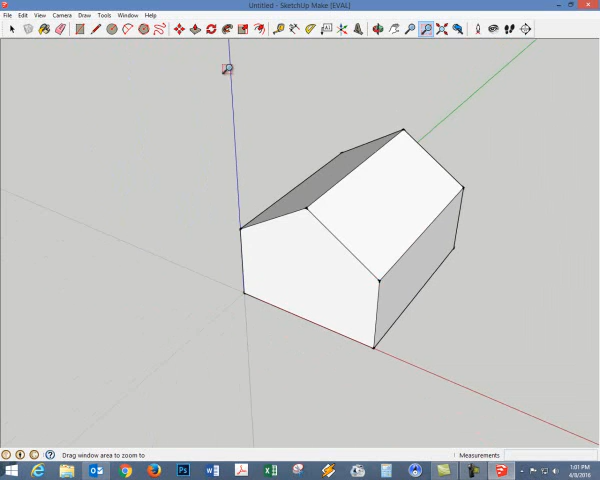 Untitled - SketchUp Make [EVAL]
File Edit View Camera Draw Tools Window Help
Drag window area to zoom to Measurements
1:01 PM
4/8/2016